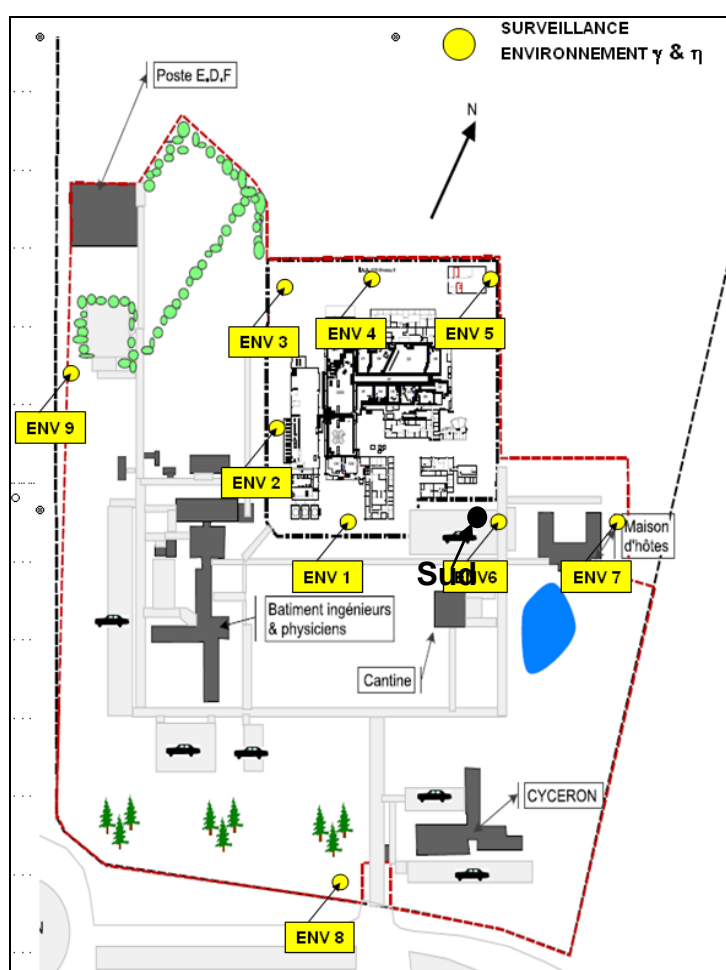 SURVEILLANCE
ENVIRONNEMENT γ & η
Poste E.D.F
N
ENV 3
ENV 4
ENV 5
ENV 9
ENV 2
Maison
d'hôtes
ENV 1
Sud
ENV6
ENV 7
Batiment ingénieurs
& physiciens
Cantine
CYCERON
ENV 8
N